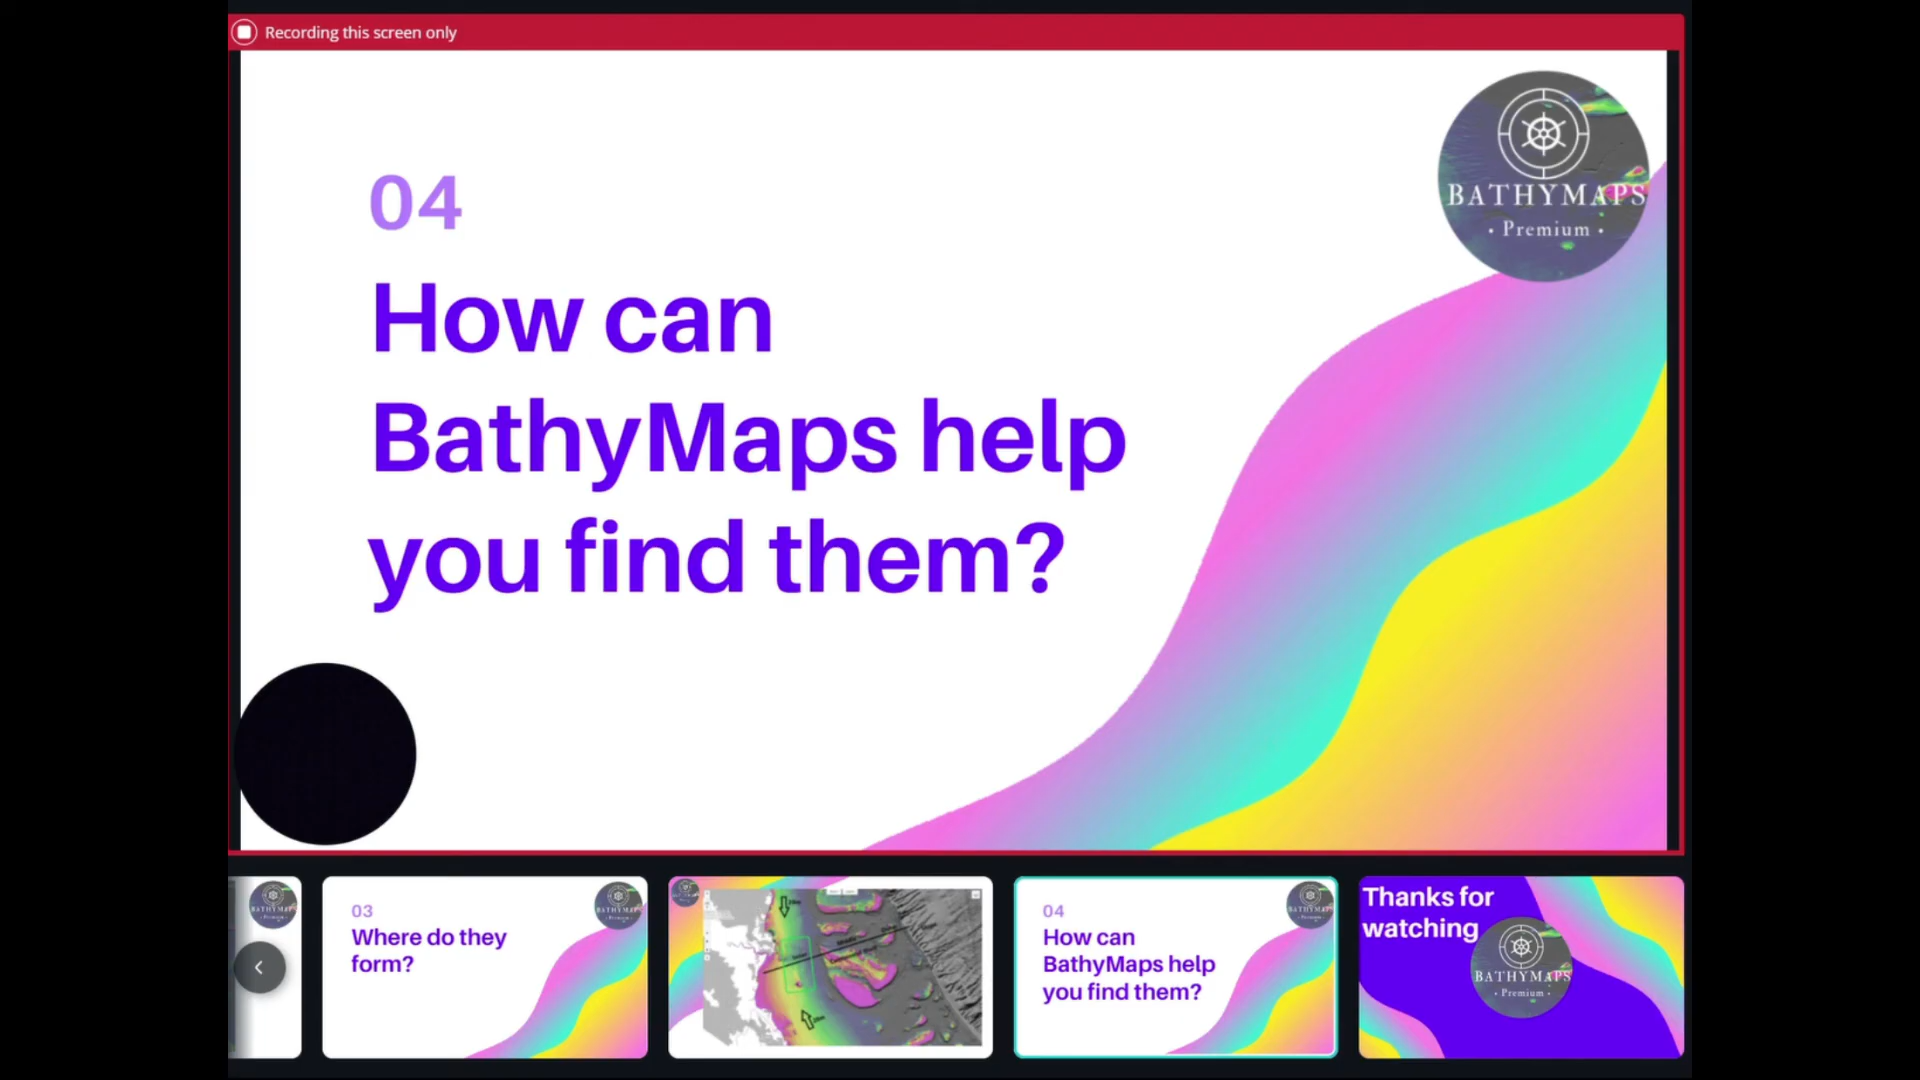 Recording this screen only
BATHYMAPS
• Premium •
04
How can
BathyMaps help
you find them?
03
Where do they
form?
04
How can
BathyMaps help
you find them?
Thanks for
watching
BATHYMAPS
• Premium •